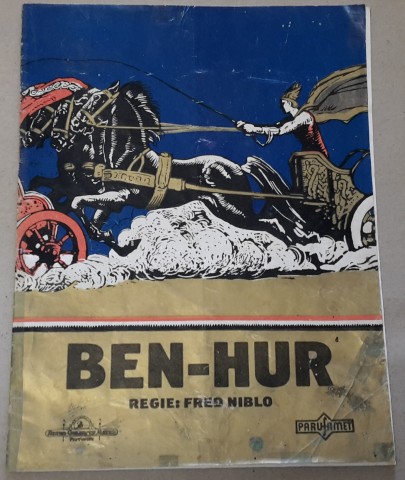 BEN-HUR
REGIE: FRED NIBLO
PARUFAMET